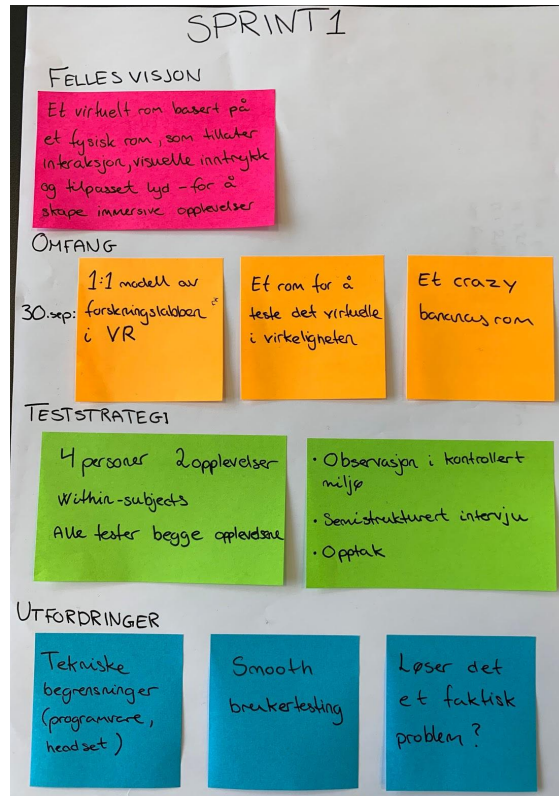 SPRINT 1
FELLES VISJON
Et virtuelt rom basert på
et fysisk rom, som tillater
interaksjon, visuelle inntrykk
og tilpasset lyd - for å
skape immersive opplevelser
OMFANG
30.sep:
1:1 modell av
forskningslabben
i VR
Et rom for å
teste det virtuelle
i virkeligheten
Et crazy
bananas rom
TESTSTRATEGI
4 personer 2 opplevelser
Within-subjects
Alle tester begge opplevelsene
• Observasjon i kontrollert
miljø
• Semistrukturert intervju
• Opptak
UTFORDRINGER
Tekniske
begrensninger
(programvare,
headset)
Smooth
brukertesting
Løser det
et faktisk
problem?